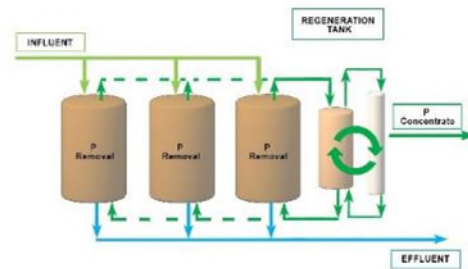 REGENERATION
TANK
INFLUENT
P
Removal
P
Removal
P
Removal
P
Concentrate
EFFLUENT